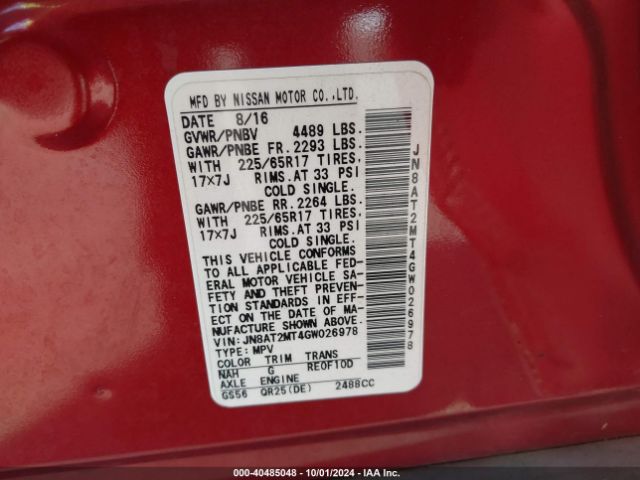 MFD BY NISSAN MOTOR CO.,LTD.
DATE 8/16
GVWR/PNBV 4489 LBS.
GAWR/PNBE FR. 2293 LBS.
WITH 225/65R17 TIRES,
17x7J RIMS.AT 33 PSI
COLD SINGLE.
GAWR/PNBE RR. 2264 LBS.
WITH 225/65R17 TIRES,
17x7J RIMS.AT 33 PSI
COLD SINGLE.
THIS VEHICLE CONFORMS
TO ALL APPLICABLE FED-
ERAL MOTOR VEHICLE SA-
FETY AND THEFT PREVEN-
TION STANDARDS IN EFF-
ECT ON THE DATE OF MA-
NUFACTURE SHOWN ABOVE.
VIN: JN8AT2MT4GW026978
TYPE: MPV
COLOR TRIM TRANS
NAH G RE0F10D
AXLE ENGINE
GS56 QR25(DE) 2488CC
JN8AT2MT4GW026978
000-40485048 - 10/01/2024 - IAA Inc.